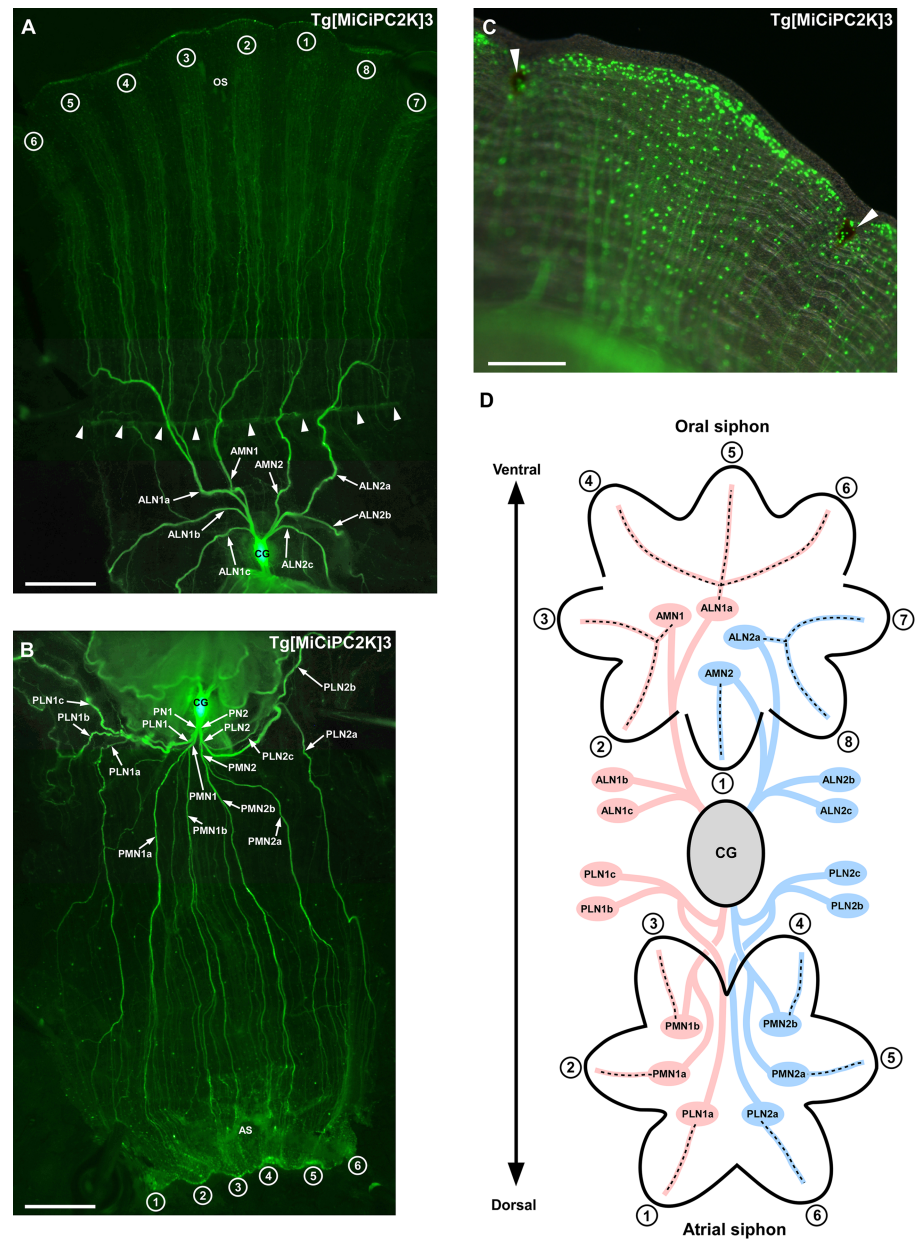 A
Tg[MiCiPC2K]3
1
2
3
8
4
OS
5
7
6
AMN1
AMN2
ALN1a
ALN2a
ALN1b
ALN2b
CG
ALN1c
ALN2c
B
Tg[MiCiPC2K]3
PLN2b
PLN1c
CG
PLN1b
PN1
PN2
PLN1
PLN2
PLN2a
PLN2c
PLN1a
PMN2
PMN1
PMN2b
PMN1b
PMN2a
PMN1a
AS
6
5
4
3
2
1
C
Tg[MiCiPC2K]3
D
Oral siphon
Ventral
5
4
6
3
AMN1
ALN1a
7
ALN2a
AMN2
2
8
1
ALN1b
ALN2b
ALN1c
ALN2c
CG
PLN1c
PLN2c
PLN1b
PLN2b
3
4
PMN1b
PMN2b
2
PMN1a
PMN2a
5
PLN1a
PLN2a
Dorsal
1
6
Atrial siphon